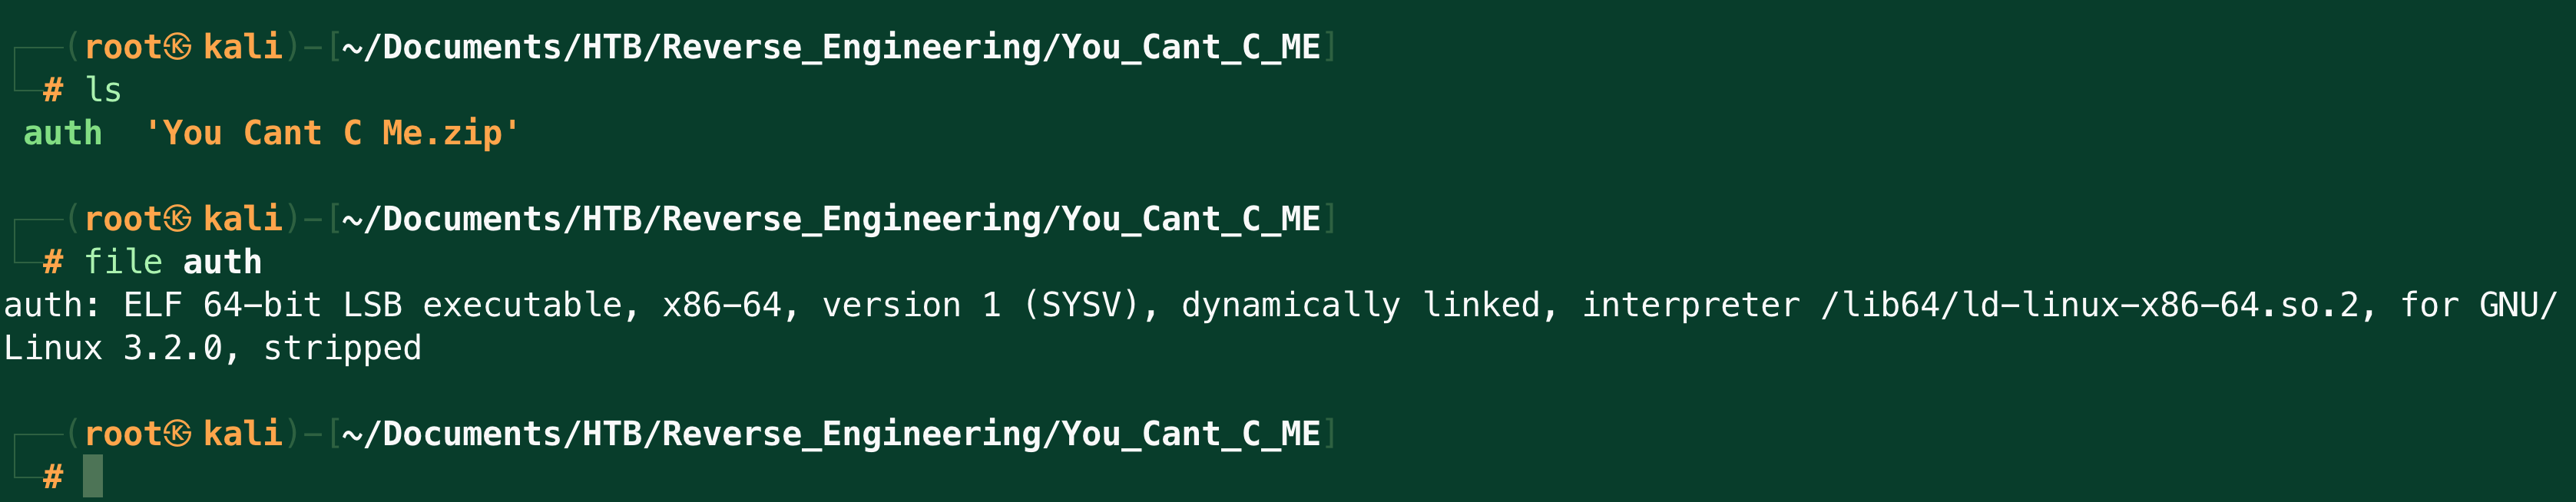 ┌──(root㉿kali)-[~/Documents/HTB/Reverse_Engineering/You_Cant_C_ME]
└─# ls
auth  'You Cant C Me.zip'
┌──(root㉿kali)-[~/Documents/HTB/Reverse_Engineering/You_Cant_C_ME]
└─# file auth
auth: ELF 64-bit LSB executable, x86-64, version 1 (SYSV), dynamically linked, interpreter /lib64/ld-linux-x86-64.so.2, for GNU/
Linux 3.2.0, stripped
┌──(root㉿kali)-[~/Documents/HTB/Reverse_Engineering/You_Cant_C_ME]
└─#